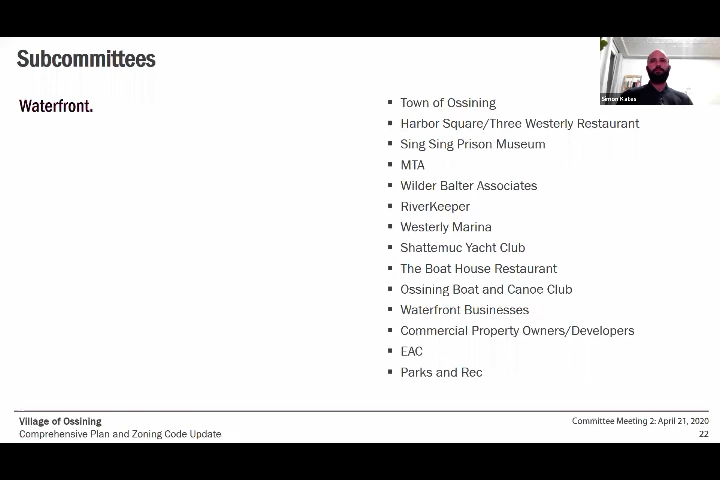 Subcommittees
Simon Kates
Waterfront.
▪ Town of Ossining
▪ Harbor Square/Three Westerly Restaurant
▪ Sing Sing Prison Museum
▪ MTA
▪ Wilder Balter Associates
▪ RiverKeeper
▪ Westerly Marina
▪ Shattemuc Yacht Club
▪ The Boat House Restaurant
▪ Ossining Boat and Canoe Club
▪ Waterfront Businesses
▪ Commercial Property Owners/Developers
▪ EAC
▪ Parks and Rec
Village of Ossining
Comprehensive Plan and Zoning Code Update
Committee Meeting 2: April 21, 2020
22